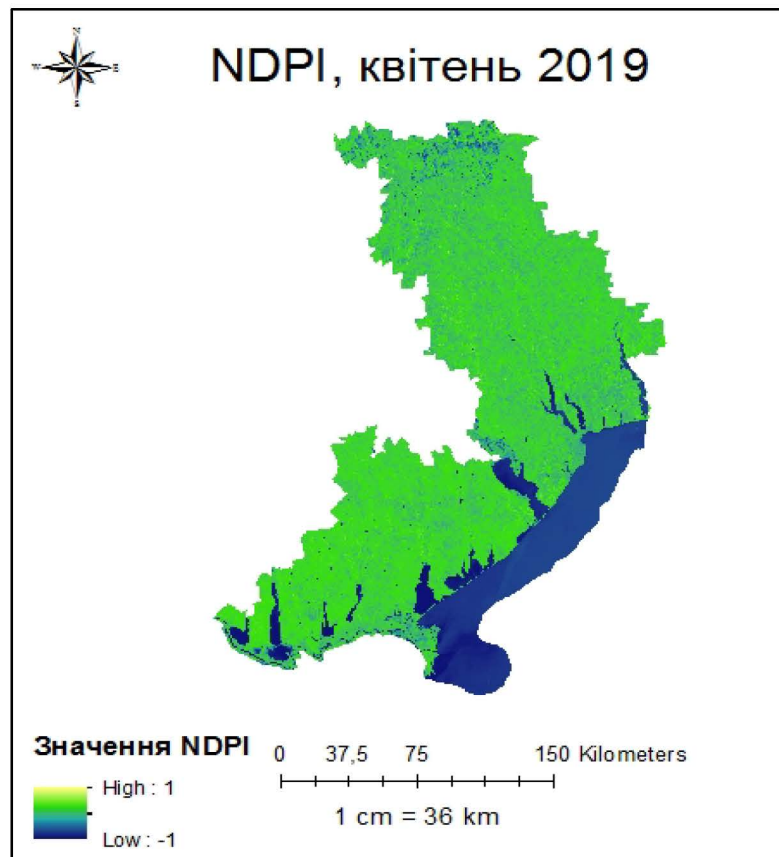 N
W E
S
NDPI, квітень 2019
Значення NDPI
High : 1
Low : -1
0 37,5 75 150 Kilometers
1 cm = 36 km